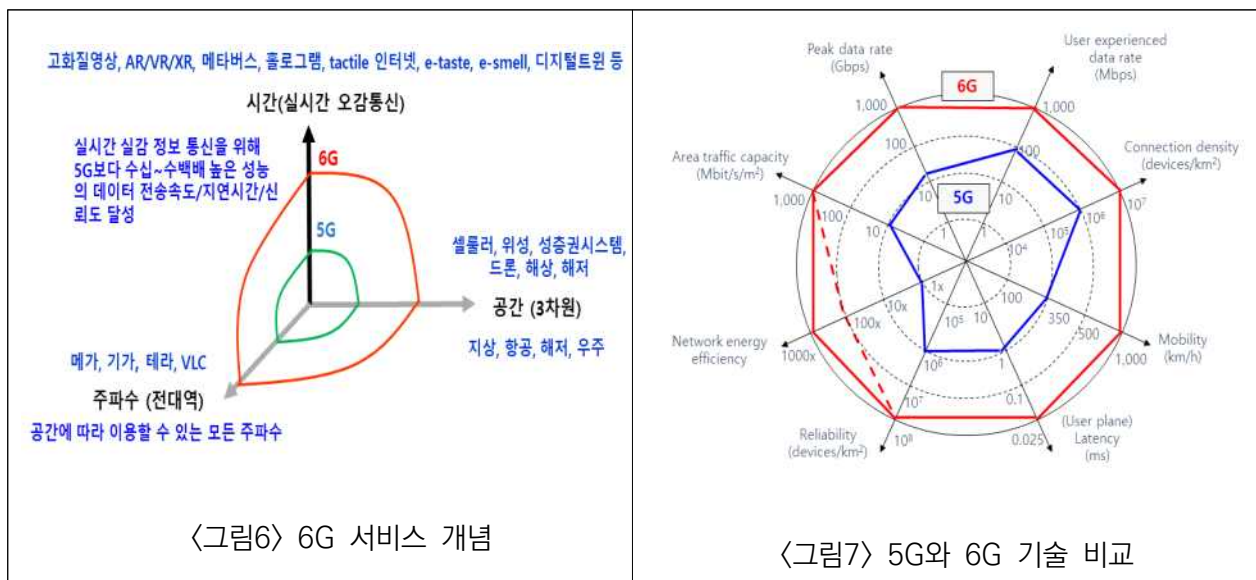 고화질영상, AR/VR/XR, 메타버스, 홀로그램, tactile 인터넷, e-taste, e-smell, 디지털트윈 등
시간(실시간 오감통신)
실시간 실감 정보 통신을 위해
5G보다 수십~수백배 높은 성능
의 데이터 전송속도/지연시간/신
뢰도 달성
6G
5G
셀룰러, 위성, 성층권시스템,
드론, 해상, 해저
공간 (3차원)
지상, 항공, 해저, 우주
메가, 기가, 테라, VLC
주파수 (전대역)
공간에 따라 이용할 수 있는 모든 주파수
〈그림6〉 6G 서비스 개념
Peak data rate
(Gbps)
User experienced
data rate
(Mbps)
6G
1,000
1,000
100
100
Area traffic capacity
(Mbit/s/m²)
Connection density
(devices/km²)
10
10
5G
1,000
100
10
1
1
10⁴
10⁵
10⁶
10⁷
1x
10x
100x
1000x
Network energy
efficiency
100
350
500
1,000
Mobility
(km/h)
10⁵
10⁶
10⁷
10⁸
Reliability
(devices/km²)
10
1
0.1
0.025
(User plane)
Latency
(ms)
〈그림7〉 5G와 6G 기술 비교